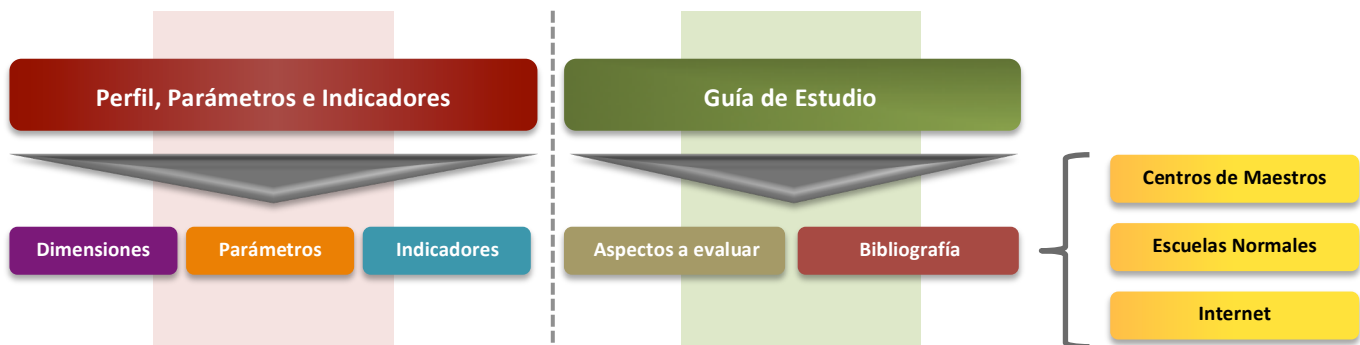 Perfil, Parámetros e Indicadores
Guía de Estudio
Dimensiones
Parámetros
Indicadores
Aspectos a evaluar
Bibliografía
Centros de Maestros
Escuelas Normales
Internet